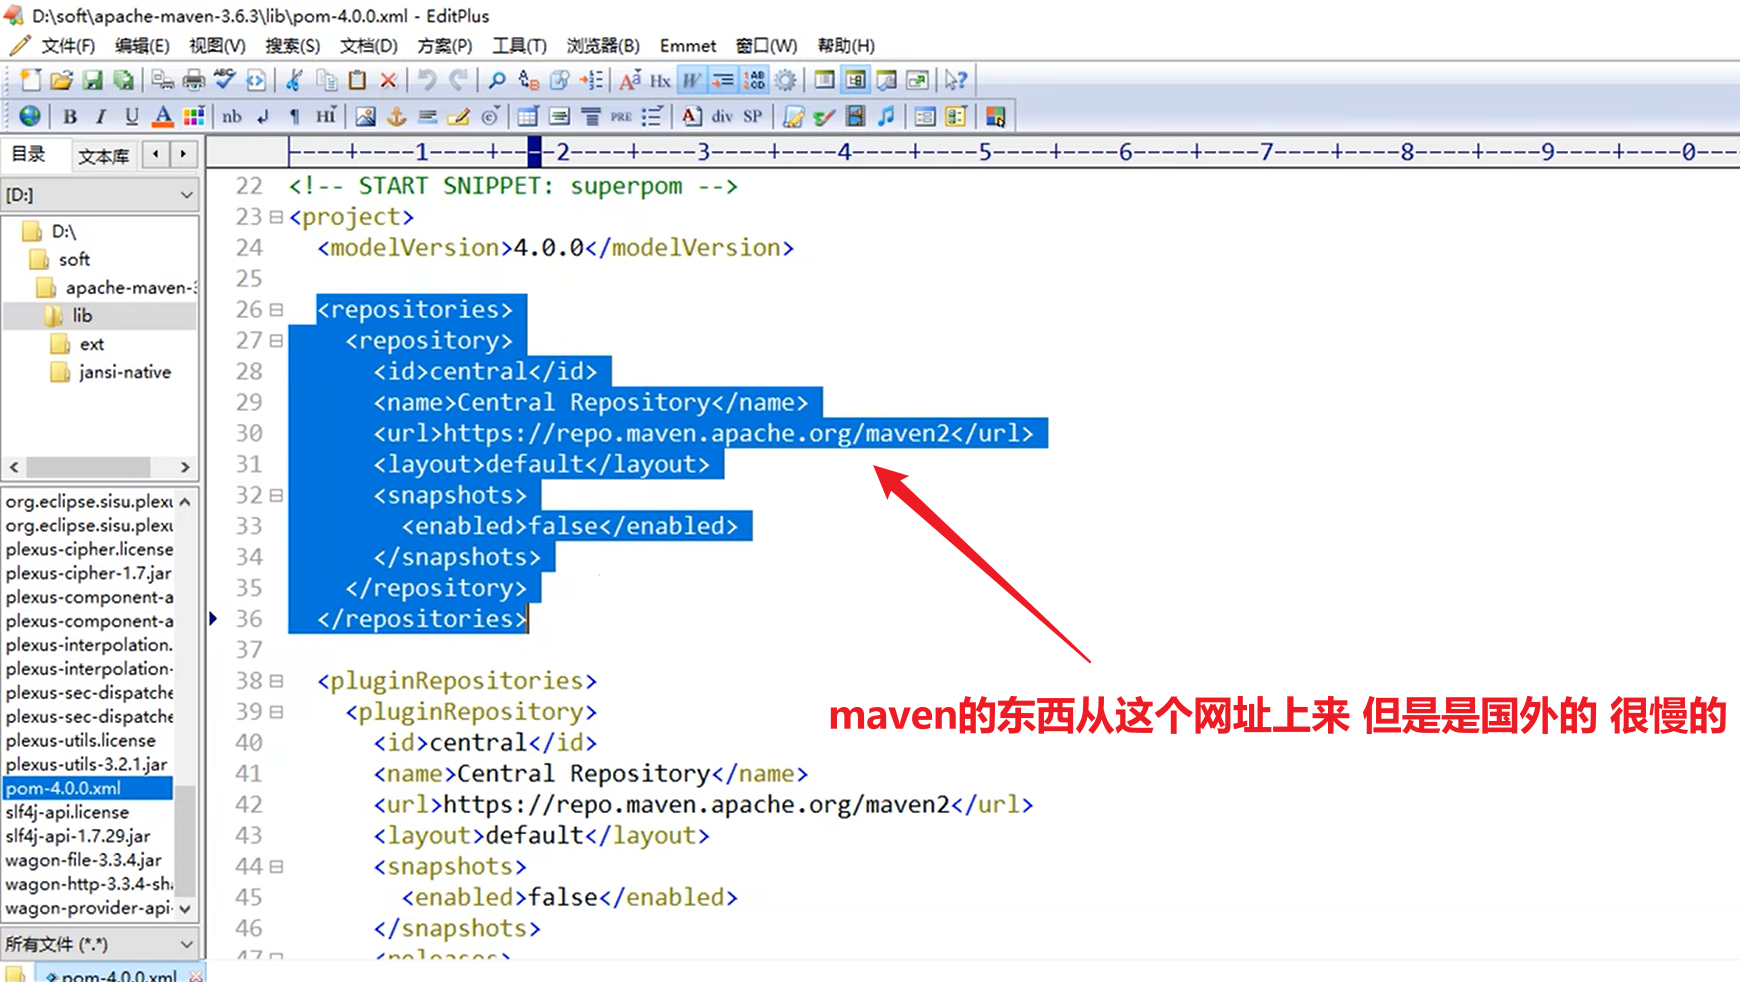 D:\soft\apache-maven-3.6.3\lib\pom-4.0.0.xml - EditPlus
文件(F) 编辑(E) 视图(V) 搜索(S) 文档(D) 方案(P) 工具(T) 浏览器(B) Emmet 窗口(W) 帮助(H)
Hx W
B I U A nb HI PRE A div SP
目录 文本库
----+----1----+----2----+----3----+----4----+----5----+----6----+----7----+----8----+----9----+----0---
[D:]
D:\
soft
apache-maven-3
lib
ext
jansi-native
org.eclipse.sisu.plexu
org.eclipse.sisu.plexu
plexus-cipher.license
plexus-cipher-1.7.jar
plexus-component-a
plexus-component-a
plexus-interpolation.
plexus-interpolation-
plexus-sec-dispatche
plexus-sec-dispatche
plexus-utils.license
plexus-utils-3.2.1.jar
pom-4.0.0.xml
slf4j-api.license
slf4j-api-1.7.29.jar
wagon-file-3.3.4.jar
wagon-http-3.3.4-sha
wagon-provider-api-
所有文件 (*.*)
pom-4.0.0.xml
22 <!-- START SNIPPET: superpom -->
23 <project>
24 <modelVersion>4.0.0</modelVersion>
25
26 <repositories>
27 <repository>
28 <id>central</id>
29 <name>Central Repository</name>
30 <url>https://repo.maven.apache.org/maven2</url>
31 <layout>default</layout>
32 <snapshots>
33 <enabled>false</enabled>
34 </snapshots>
35 </repository>
36 </repositories>
37
38 <pluginRepositories>
39 <pluginRepository>
40 <id>central</id>
41 <name>Central Repository</name>
42 <url>https://repo.maven.apache.org/maven2</url>
43 <layout>default</layout>
44 <snapshots>
45 <enabled>false</enabled>
46 </snapshots>
47 <releases>
maven的东西从这个网址上来 但是是国外的 很慢的